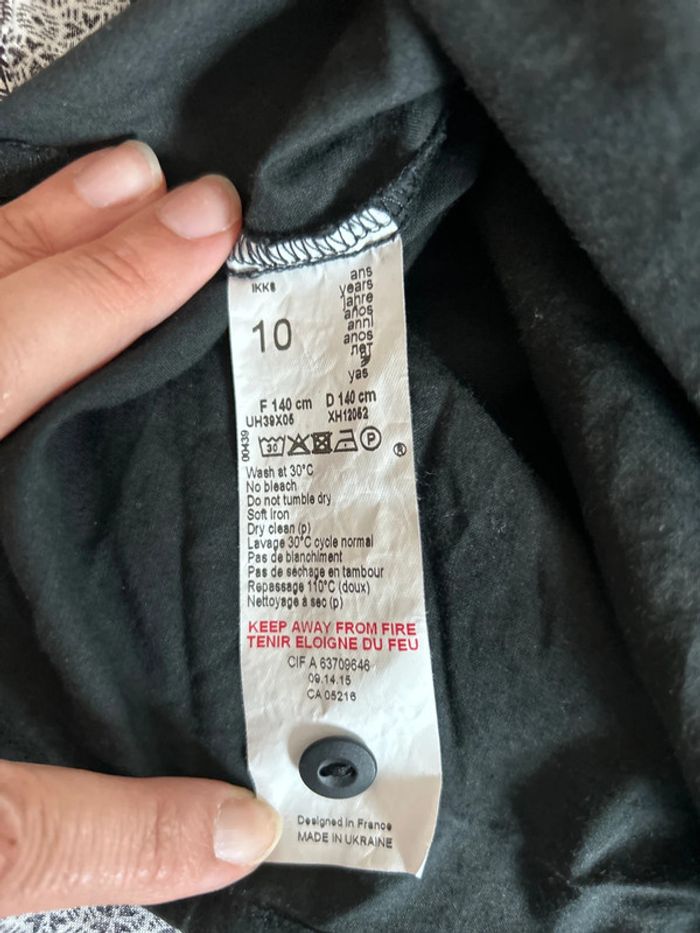 IKKS
10
ans
years
jahre
años
anni
anos
лет
yas
F 140 cm D 140 cm
UH39X05 XH12052
00439
30 P ®
Wash at 30°C
No bleach
Do not tumble dry
Soft Iron
Dry clean (p)
Lavage 30°C cycle normal
Pas de blanchiment
Pas de séchage en tambour
Repassage 110°C (doux)
Nettoyage à sec (p)
KEEP AWAY FROM FIRE
TENIR ELOIGNE DU FEU
CIF A 63709646
09.14.15
CA 05216
Designed in France
MADE IN UKRAINE